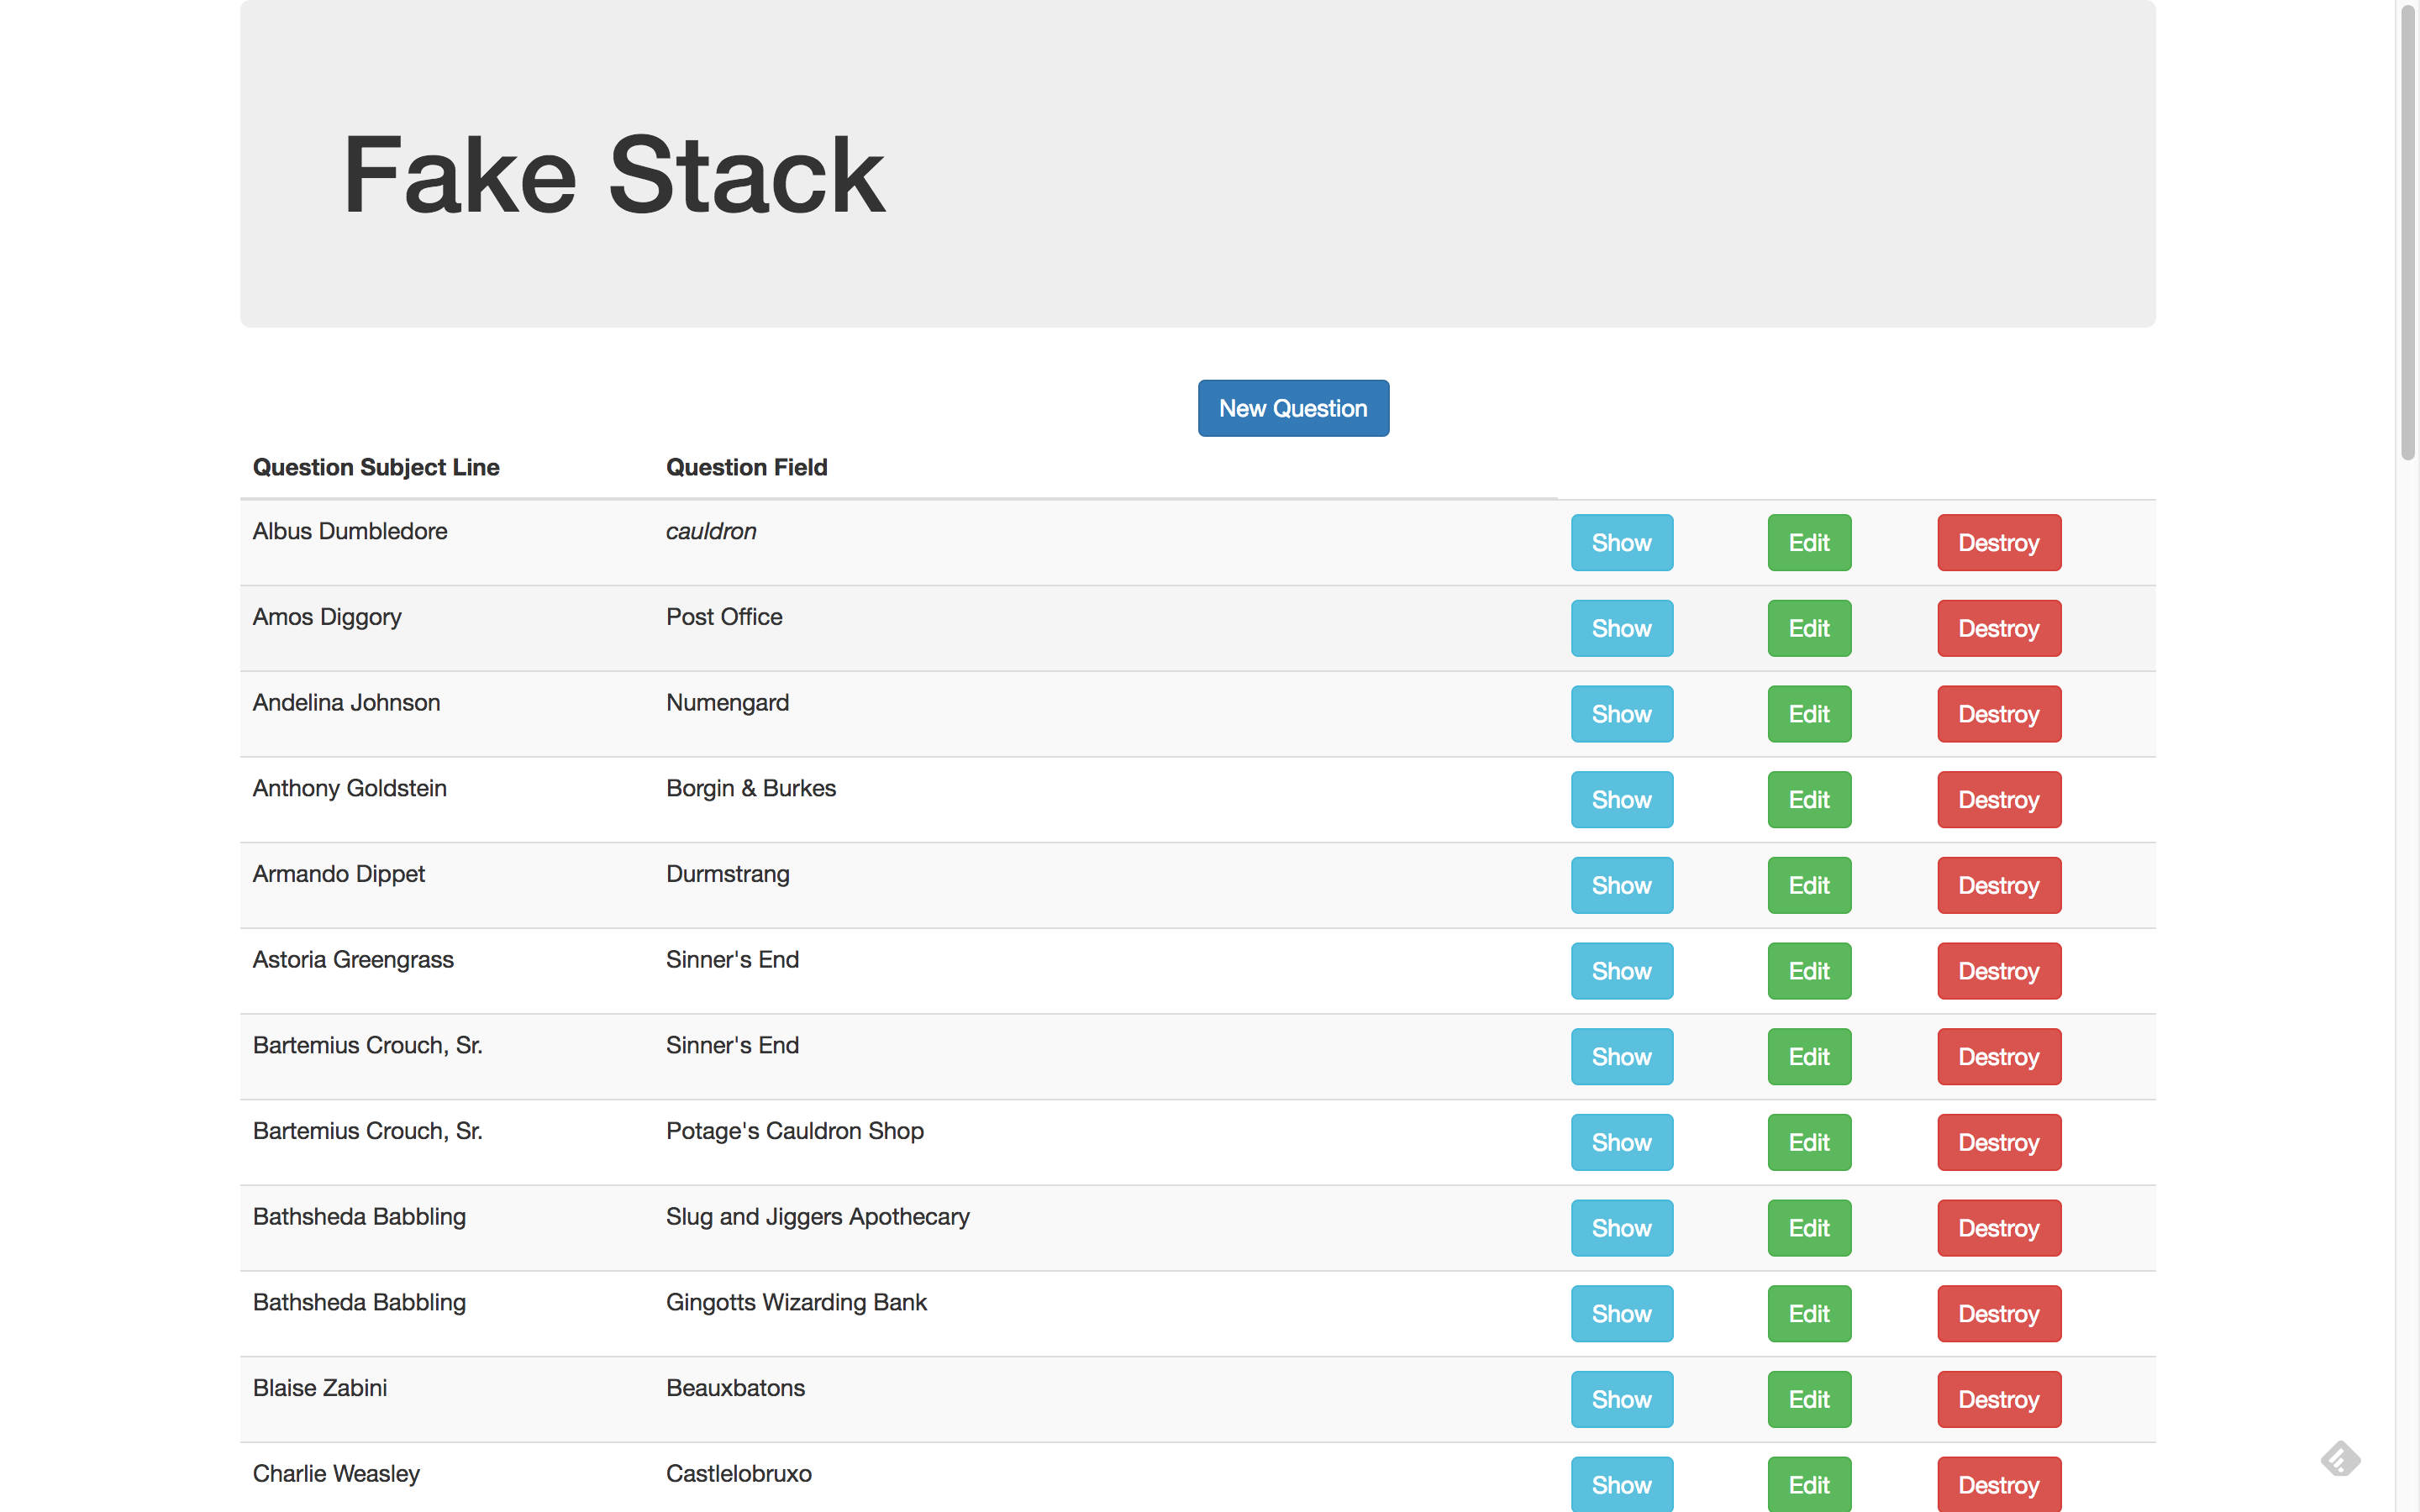 Fake Stack
New Question
Question Subject Line Question Field
Albus Dumbledore cauldron Show Edit Destroy
Amos Diggory Post Office Show Edit Destroy
Andelina Johnson Numengard Show Edit Destroy
Anthony Goldstein Borgin & Burkes Show Edit Destroy
Armando Dippet Durmstrang Show Edit Destroy
Astoria Greengrass Sinner's End Show Edit Destroy
Bartemius Crouch, Sr. Sinner's End Show Edit Destroy
Bartemius Crouch, Sr. Potage's Cauldron Shop Show Edit Destroy
Bathsheda Babbling Slug and Jiggers Apothecary Show Edit Destroy
Bathsheda Babbling Gingotts Wizarding Bank Show Edit Destroy
Blaise Zabini Beauxbatons Show Edit Destroy
Charlie Weasley Castlelobruxo Show Edit Destroy